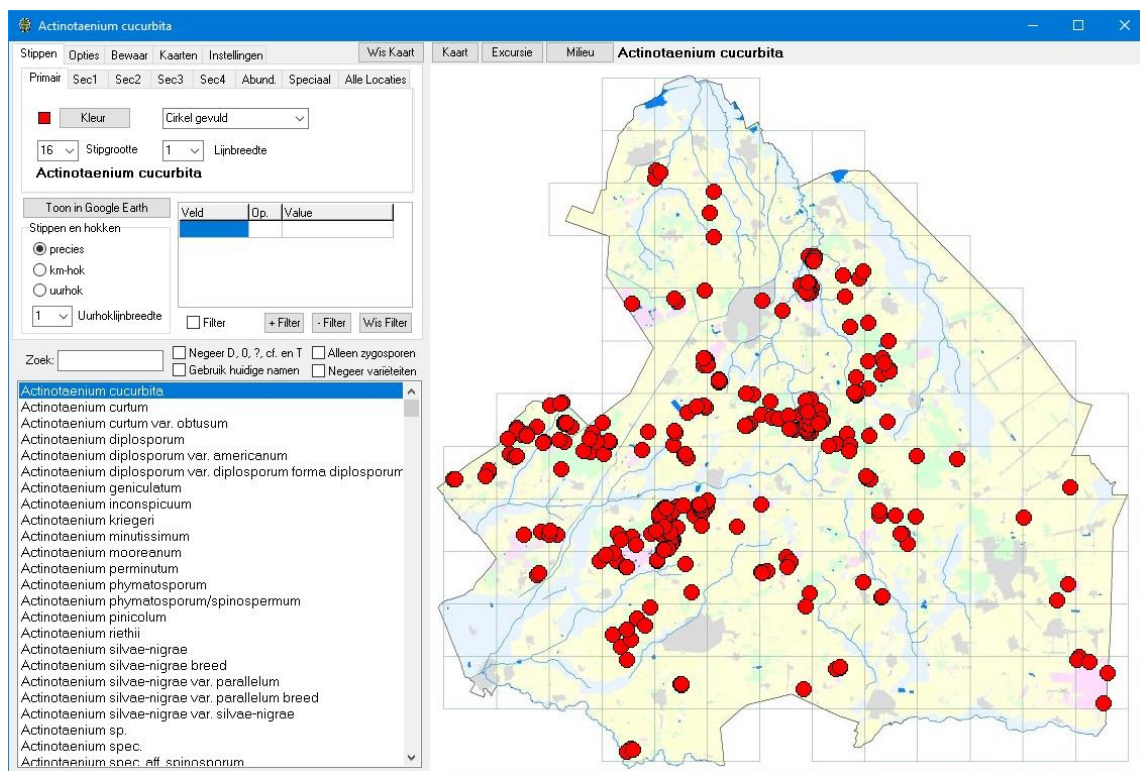 Actinotaenium cucurbita
Stippen Opties Bewaar Kaarten Instellingen Wis Kaart Kaart Excursie Milieu Actinotaenium cucurbita
Primair Sec1 Sec2 Sec3 Sec4 Abund. Speciaal Alle Locaties
Kleur Cirkel gevuld
16 Stipgrootte 1 Lijnbreedte
Actinotaenium cucurbita
Toon in Google Earth Veld Op. Value
Stippen en hokken
precies
km-hok
uurhok
1 Uurhoklijnbreedte Filter + Filter - Filter Wis Filter
Zoek: Negeer D, 0, ?, cf. en T Alleen zygosporen
Gebruik huidige namen Negeer variëteiten
Actinotaenium cucurbita
Actinotaenium curtum
Actinotaenium curtum var. obtusum
Actinotaenium diplosporum
Actinotaenium diplosporum var. americanum
Actinotaenium diplosporum var. diplosporum forma diplosporum
Actinotaenium geniculatum
Actinotaenium inconspicuum
Actinotaenium kriegeri
Actinotaenium minutissimum
Actinotaenium mooreanum
Actinotaenium perminutum
Actinotaenium phymatosporum
Actinotaenium phymatosporum/spinospermum
Actinotaenium pinicolum
Actinotaenium riethii
Actinotaenium silvae-nigrae
Actinotaenium silvae-nigrae breed
Actinotaenium silvae-nigrae var. parallelum
Actinotaenium silvae-nigrae var. parallelum breed
Actinotaenium silvae-nigrae var. silvae-nigrae
Actinotaenium sp.
Actinotaenium spec.
Actinotaenium spec. aff. spinosporum